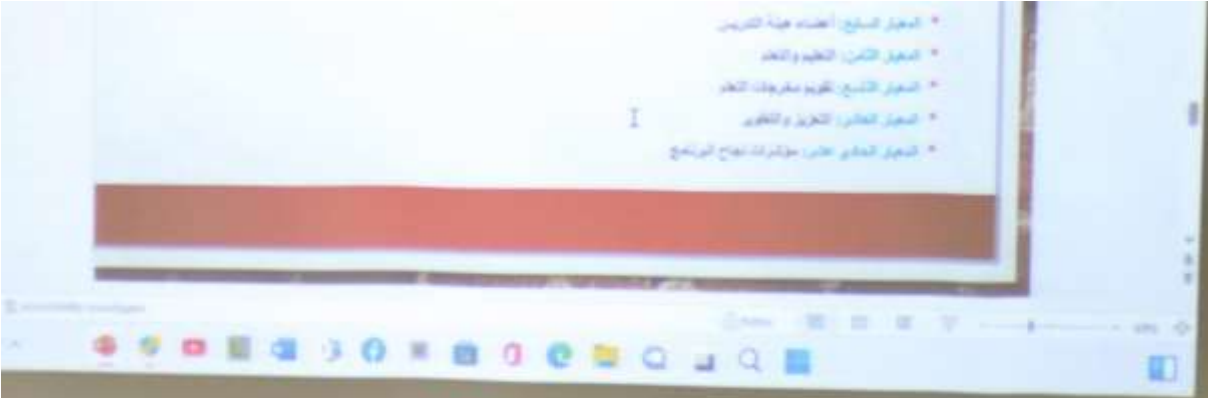 • المعيار السابع: أعضاء هيئة التدريس
• المعيار الثامن: التعليم والتعلم
• المعيار التاسع: تقويم مخرجات التعلم
• المعيار العاشر: التعزيز والتطوير
• المعيار الحادي عشر: مؤشرات نجاح البرنامج
Notes